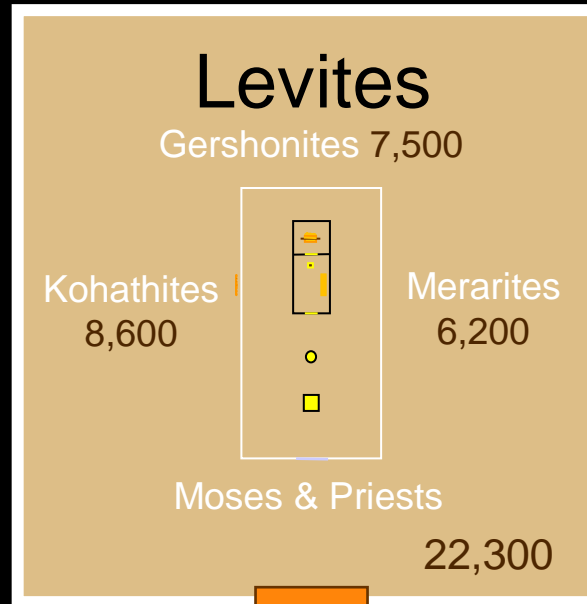 Levites
Gershonites 7,500
Kohathites
8,600
Merarites
6,200
Moses & Priests
22,300